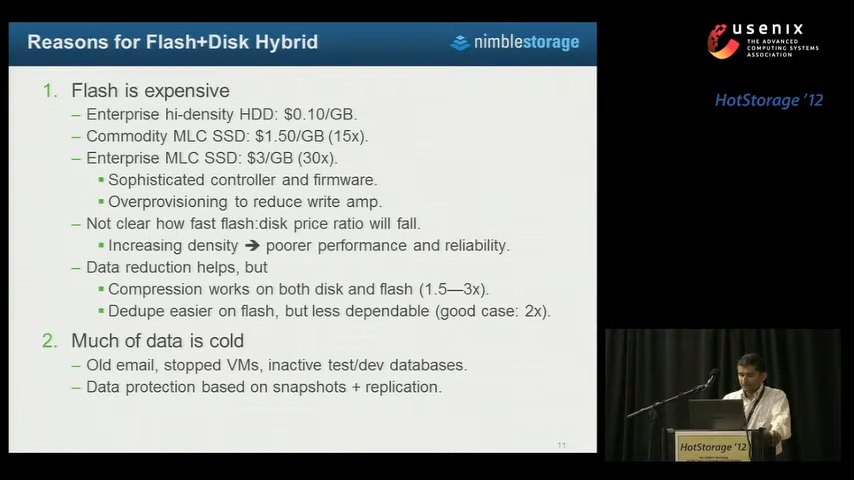 Reasons for Flash+Disk Hybrid
nimblestorage
1. Flash is expensive
– Enterprise hi-density HDD: $0.10/GB.
– Commodity MLC SSD: $1.50/GB (15x).
– Enterprise MLC SSD: $3/GB (30x).
▪ Sophisticated controller and firmware.
▪ Overprovisioning to reduce write amp.
– Not clear how fast flash:disk price ratio will fall.
▪ Increasing density ➔ poorer performance and reliability.
– Data reduction helps, but
▪ Compression works on both disk and flash (1.5—3x).
▪ Dedupe easier on flash, but less dependable (good case: 2x).
2. Much of data is cold
– Old email, stopped VMs, inactive test/dev databases.
– Data protection based on snapshots + replication.
11
usenix
THE ADVANCED
COMPUTING SYSTEMS
ASSOCIATION
HotStorage '12
HotStorage '12